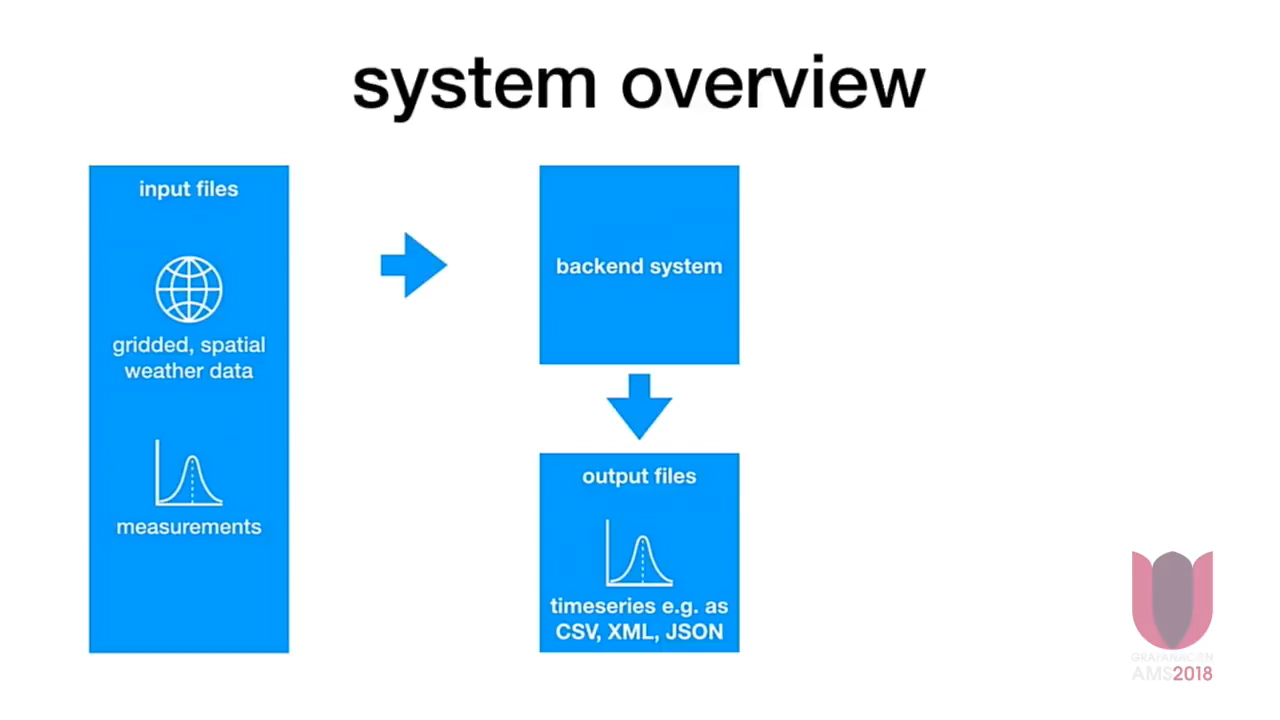 system overview
input files
gridded, spatial
weather data
measurements
backend system
output files
timeseries e.g. as
CSV, XML, JSON
GRAFANACON
AMS2018